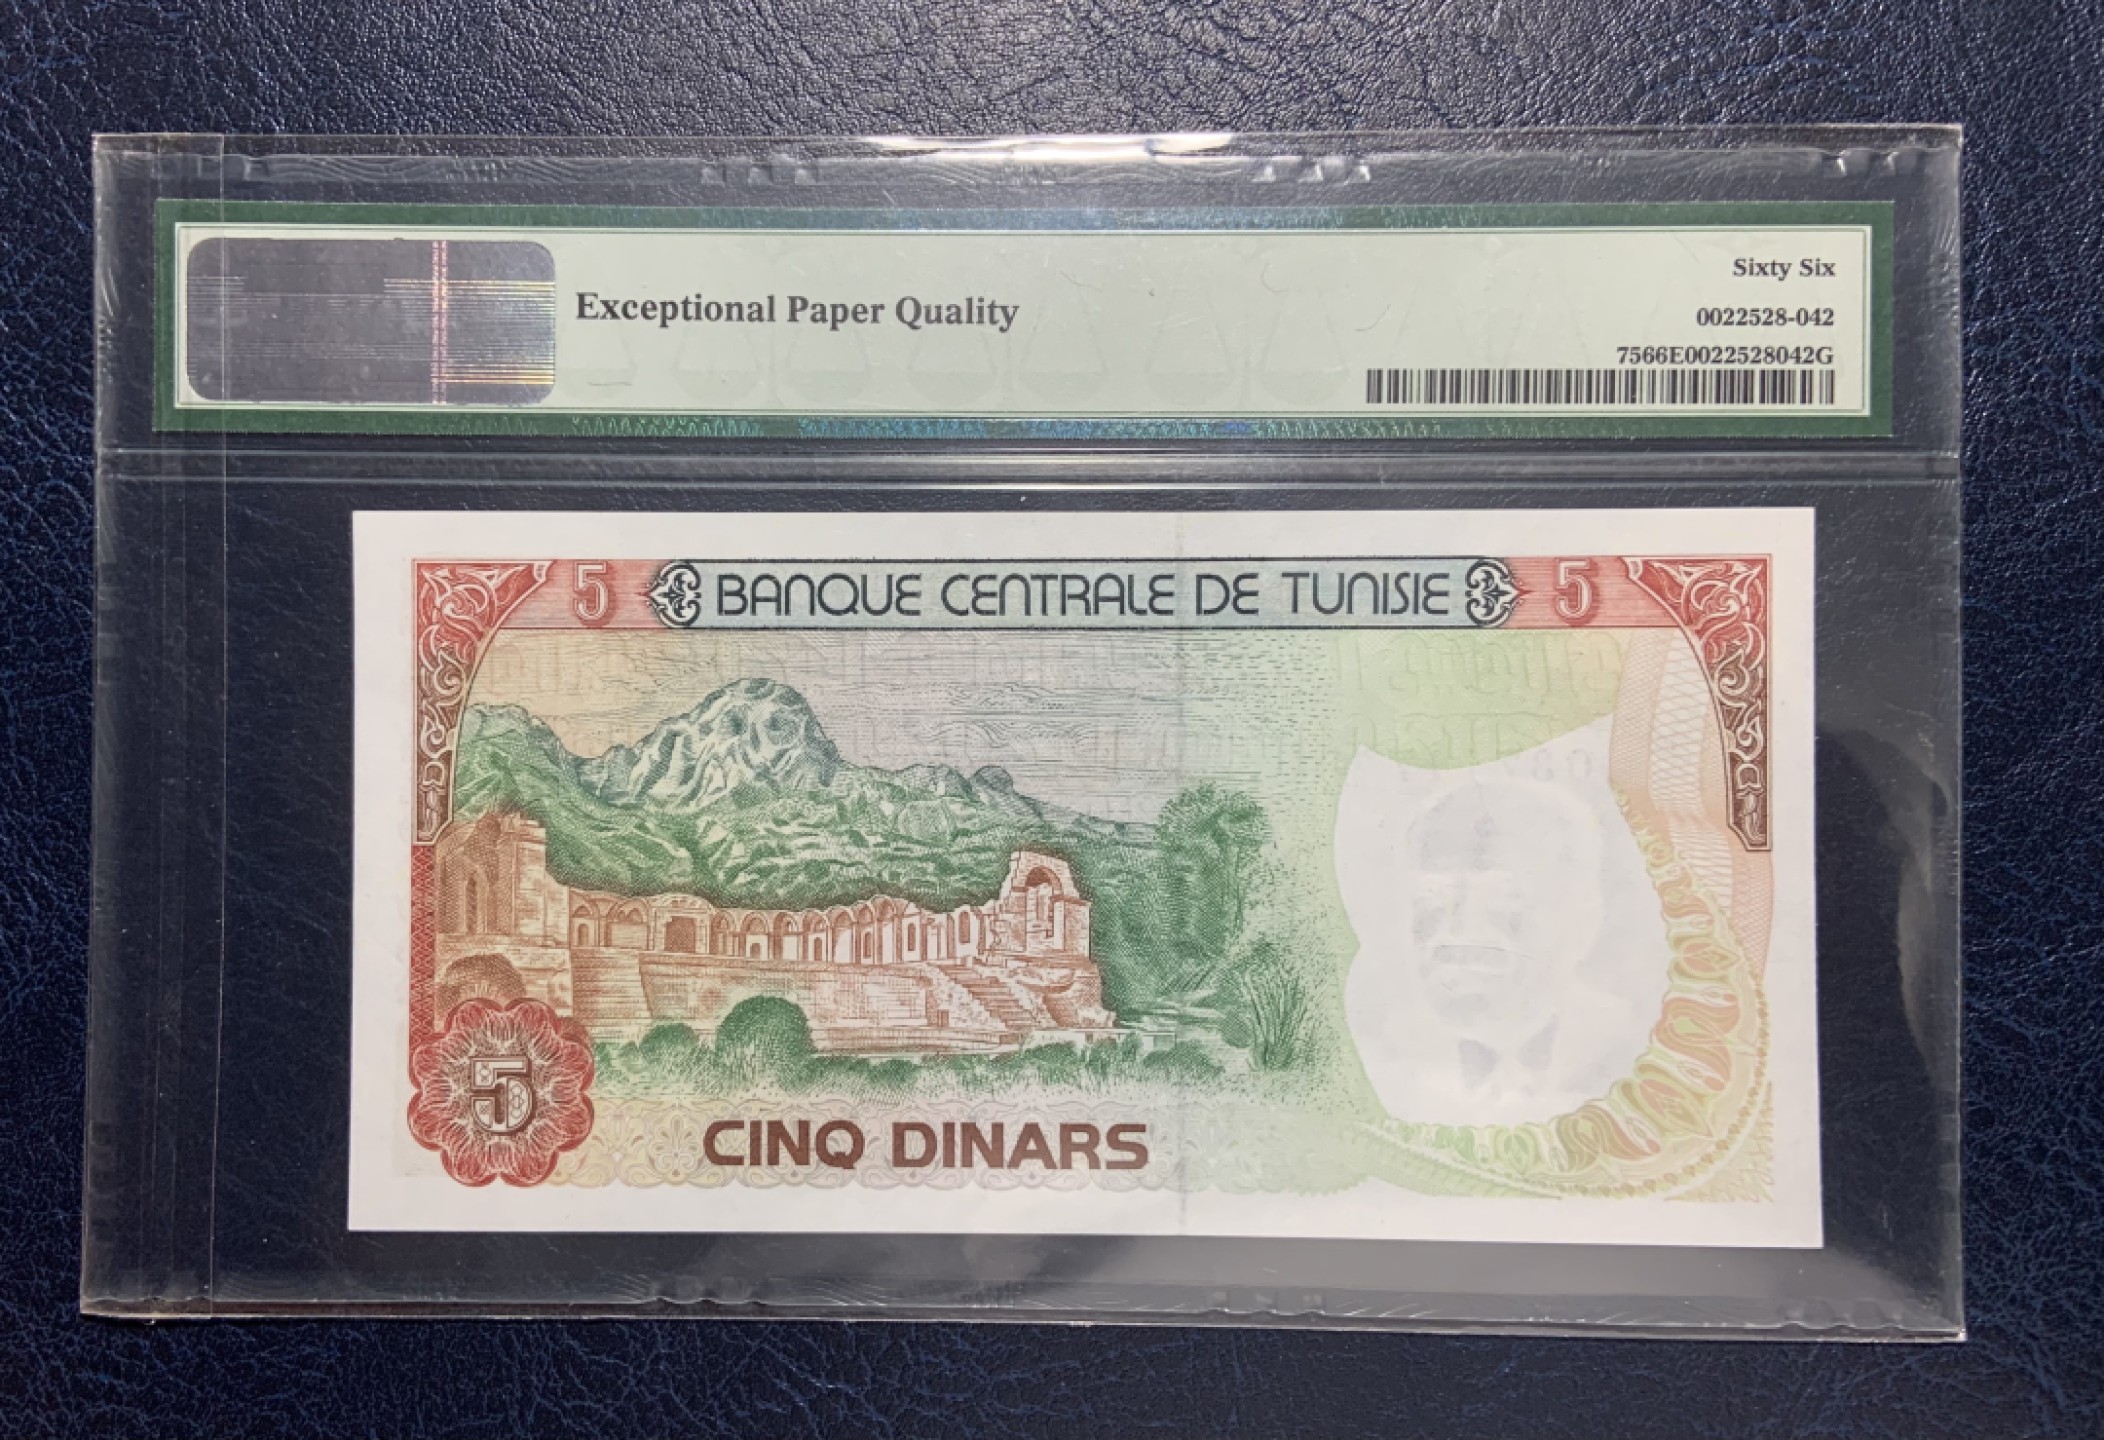 Sixty Six
Exceptional Paper Quality
0022528-042
7566E0022528042G
5 BANQUE CENTRALE DE TUNISIE 5
5
CINQ DINARS